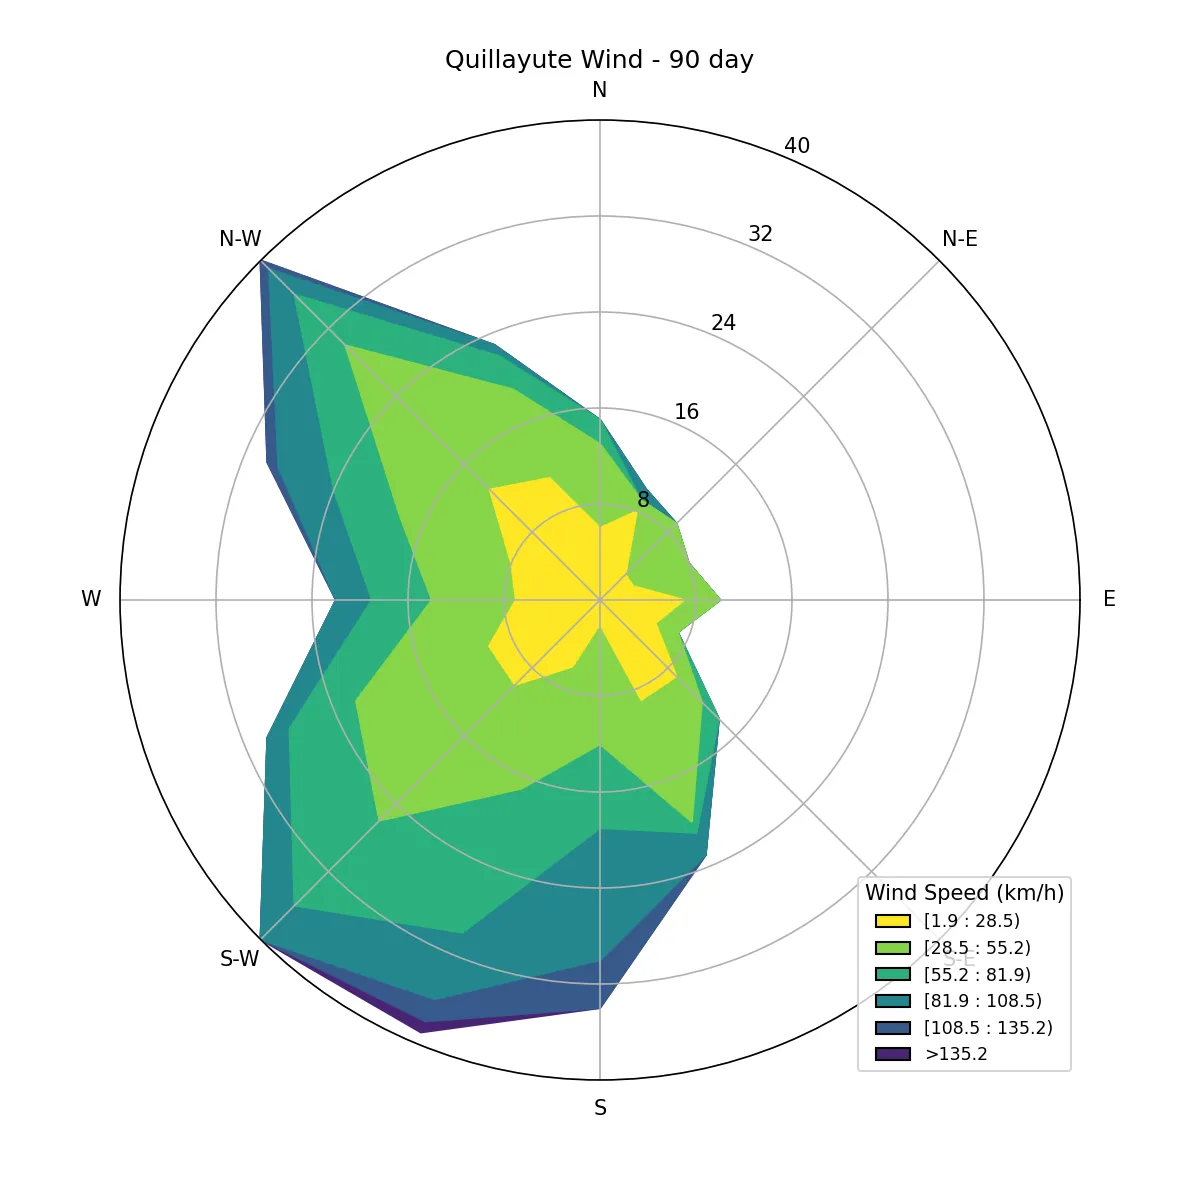 Quillayute Wind - 90 day
N
40
N-W
32
N-E
24
16
8
W
E
Wind Speed (km/h)
[1.9 : 28.5)
[28.5 : 55.2)
S-W
S-E
[55.2 : 81.9)
[81.9 : 108.5)
[108.5 : 135.2)
>135.2
S